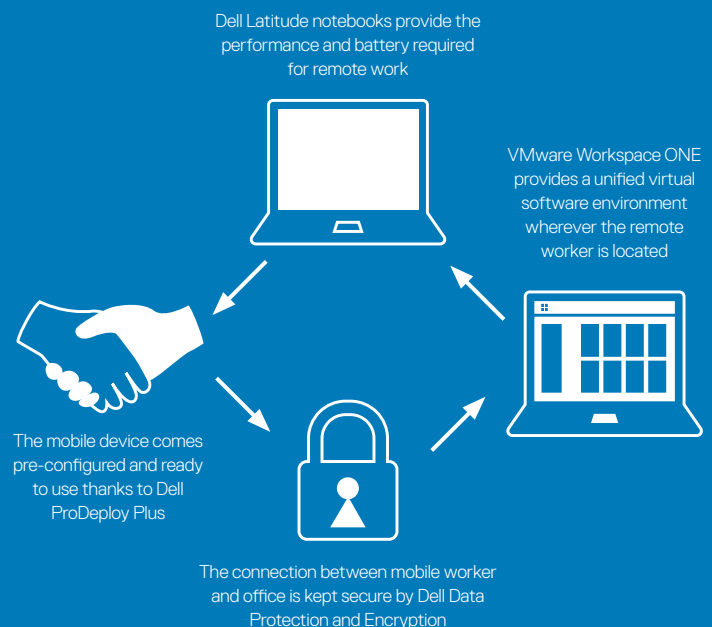 Dell Latitude notebooks provide the
performance and battery required
for remote work
VMware Workspace ONE
provides a unified virtual
software environment
wherever the remote
worker is located
The mobile device comes
pre-configured and ready
to use thanks to Dell
ProDeploy Plus
The connection between mobile worker
and office is kept secure by Dell Data
Protection and Encryption